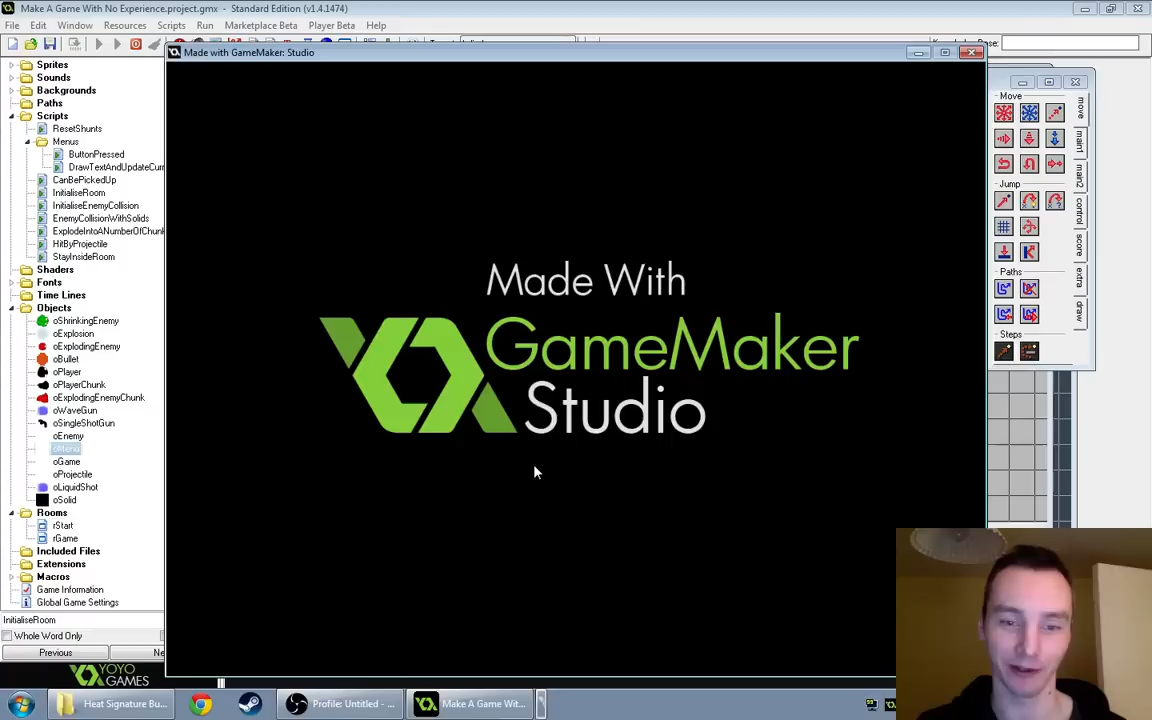 Make A Game With No Experience.project.gmx - Standard Edition (v1.4.1474)
File Edit Window Resources Scripts Run Marketplace Beta Player Beta Help
Made with GameMaker: Studio
Base:
Sprites
Sounds
Backgrounds
Paths
Scripts
ResetShunts
Menus
ButtonPressed
DrawTextAndUpdateCurr
CanBePickedUp
InitialiseRoom
InitialiseEnemyCollision
EnemyCollisionWithSolids
ExplodeIntoANumberOfChunk
HitByProjectile
StayInsideRoom
Shaders
Fonts
Time Lines
Objects
oShrinkingEnemy
oExplosion
oExplodingEnemy
oBullet
oPlayer
oPlayerChunk
oExplodingEnemyChunk
oWaveGun
oSingleShotGun
oEnemy
oMenu
oGame
oProjectile
oLiquidShot
oSolid
Rooms
rStart
rGame
Included Files
Extensions
Macros
Game Information
Global Game Settings
InitialiseRoom
Whole Word Only
Previous
Ne
YOYO
GAMES
Made With
GameMaker
Studio
Move
Jump
Paths
Steps
move
main1
main2
control
score
extra
draw
Heat Signature Bu...
Profile: Untitled - ...
Make A Game Wit...